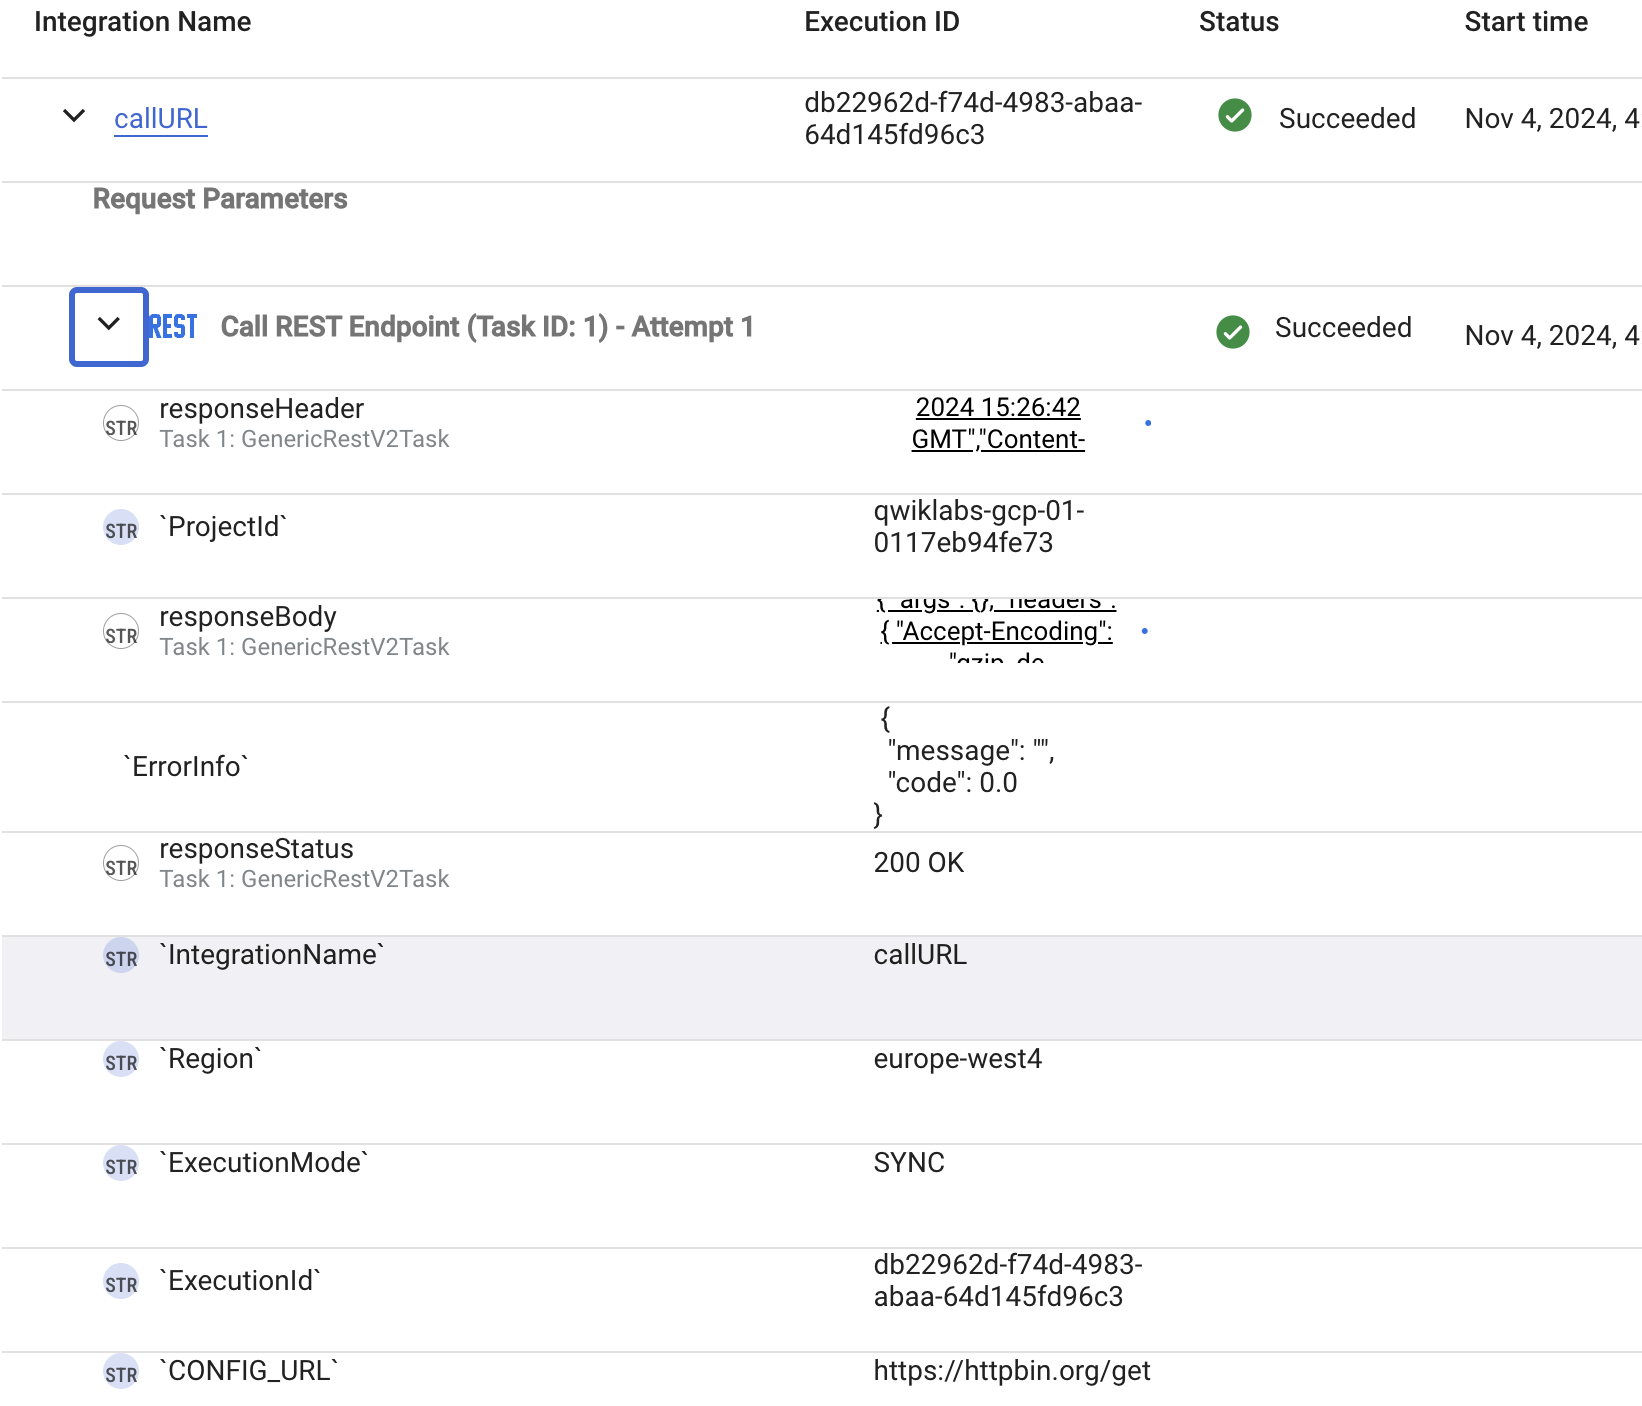 Integration Name Execution ID Status Start time
callURL db22962d-f74d-4983-abaa-
64d145fd96c3 Succeeded Nov 4, 2024, 4
Request Parameters
REST Call REST Endpoint (Task ID: 1) - Attempt 1 Succeeded Nov 4, 2024, 4
STR responseHeader 2024 15:26:42
Task 1: GenericRestV2Task GMT","Content-
STR `ProjectId` qwiklabs-gcp-01-
0117eb94fe73
STR responseBody { "args": {}, "headers":
Task 1: GenericRestV2Task { "Accept-Encoding":
"gzip, de
`ErrorInfo` {
"message": "",
"code": 0.0
}
STR responseStatus 200 OK
Task 1: GenericRestV2Task
STR `IntegrationName` callURL
STR `Region` europe-west4
STR `ExecutionMode` SYNC
STR `ExecutionId` db22962d-f74d-4983-
abaa-64d145fd96c3
STR `CONFIG_URL` https://httpbin.org/get